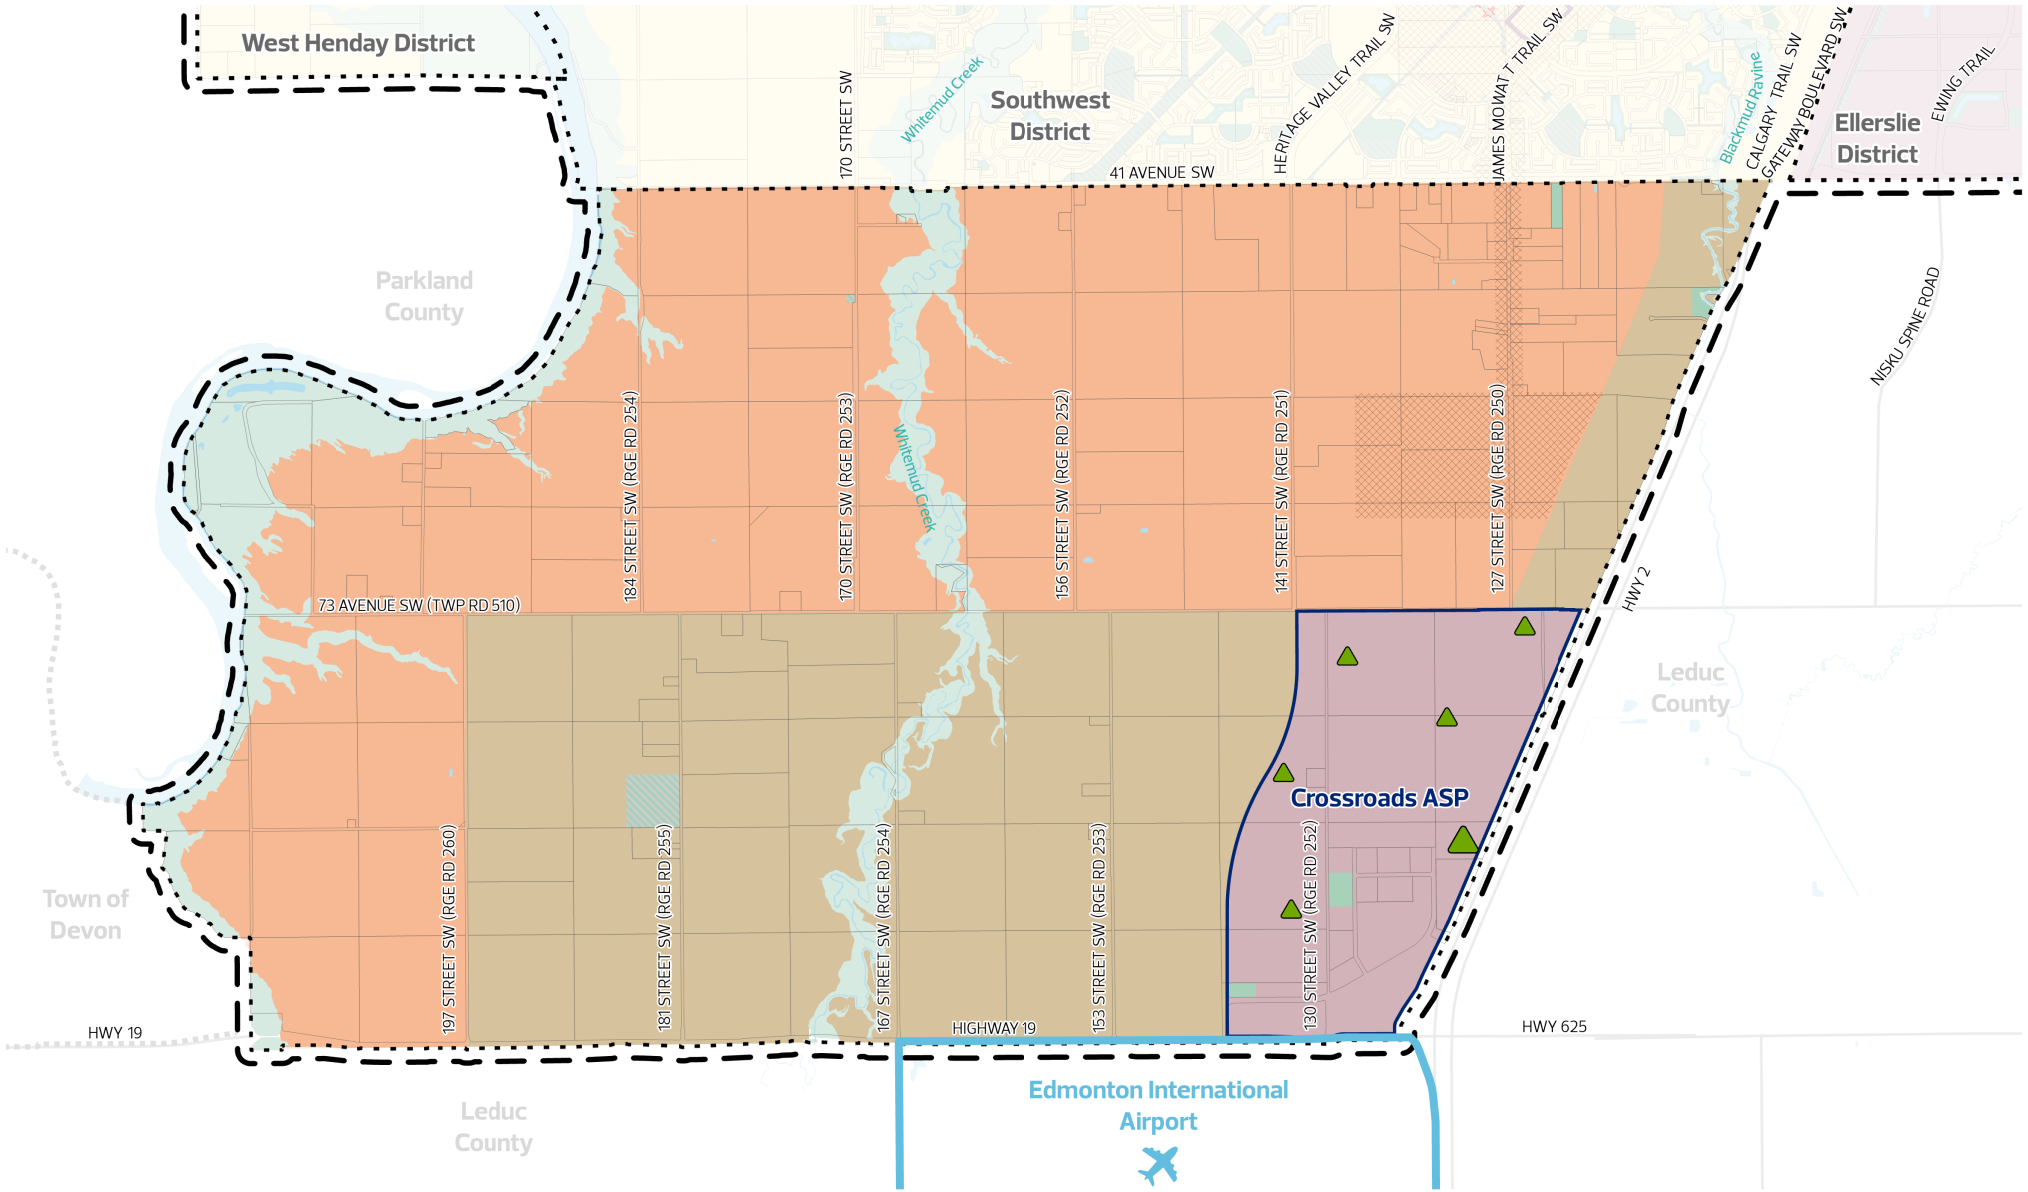 West Henday District
Southwest
District
Whitemud Creek
170 STREET SW
HERITAGE VALLEY TRAIL SW
JAMES MOWAT T TRAIL SW
Blackmud Ravine
CALGARY TRAIL SW
GATEWAY BOULEVARD SW
EWING TRAIL
Ellerslie
District
41 AVENUE SW
Parkland
County
NISKU SPINE ROAD
184 STREET SW (RGE RD 254)
170 STREET SW (RGE RD 253)
Whitemud Creek
156 STREET SW (RGE RD 252)
141 STREET SW (RGE RD 251)
127 STREET SW (RGE RD 250)
73 AVENUE SW (TWP RD 510)
HWY 2
Leduc
County
Crossroads ASP
Town of
Devon
197 STREET SW (RGE RD 260)
181 STREET SW (RGE RD 255)
167 STREET SW (RGE RD 254)
153 STREET SW (RGE RD 253)
130 STREET SW (RGE RD 252)
HWY 19
HIGHWAY 19
HWY 625
Leduc
County
Edmonton International
Airport